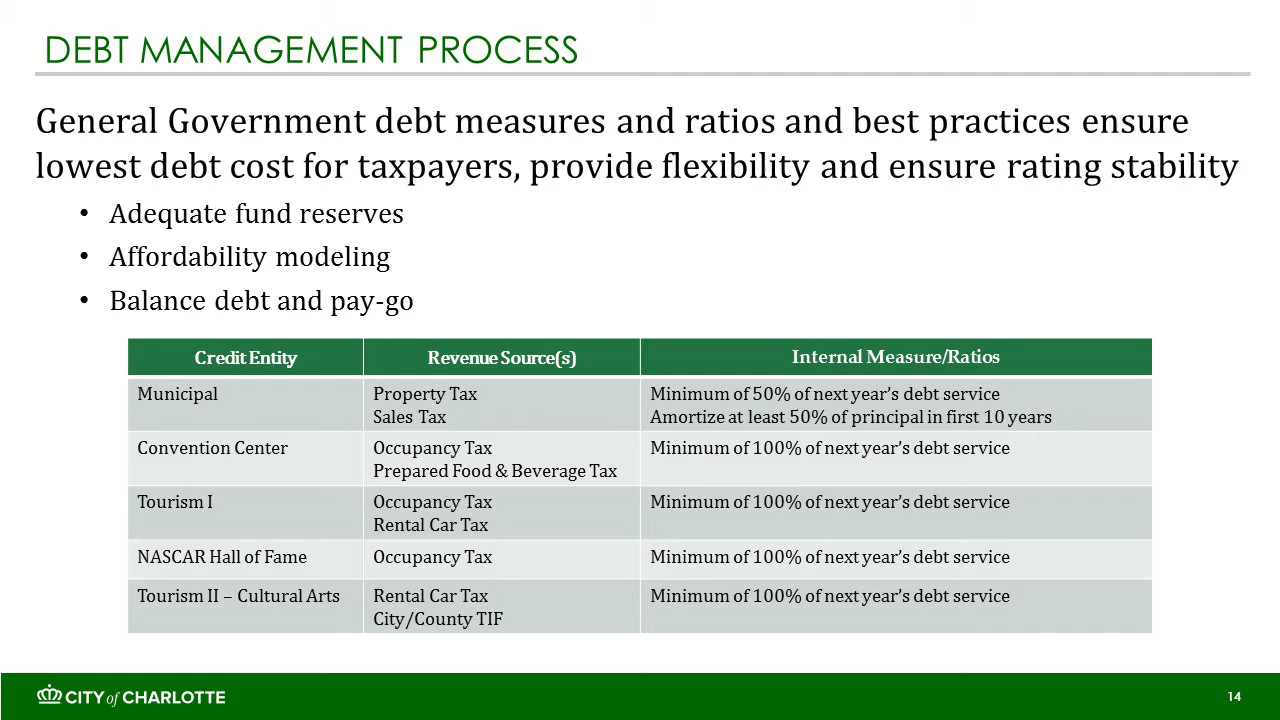 DEBT MANAGEMENT PROCESS
General Government debt measures and ratios and best practices ensure
lowest debt cost for taxpayers, provide flexibility and ensure rating stability
• Adequate fund reserves
• Affordability modeling
• Balance debt and pay-go
Credit Entity Revenue Source(s) Internal Measure/Ratios
Municipal Property Tax Minimum of 50% of next year's debt service
Sales Tax Amortize at least 50% of principal in first 10 years
Convention Center Occupancy Tax Minimum of 100% of next year's debt service
Prepared Food & Beverage Tax
Tourism I Occupancy Tax Minimum of 100% of next year's debt service
Rental Car Tax
NASCAR Hall of Fame Occupancy Tax Minimum of 100% of next year's debt service
Tourism II – Cultural Arts Rental Car Tax Minimum of 100% of next year's debt service
City/County TIF
CITY of CHARLOTTE 14